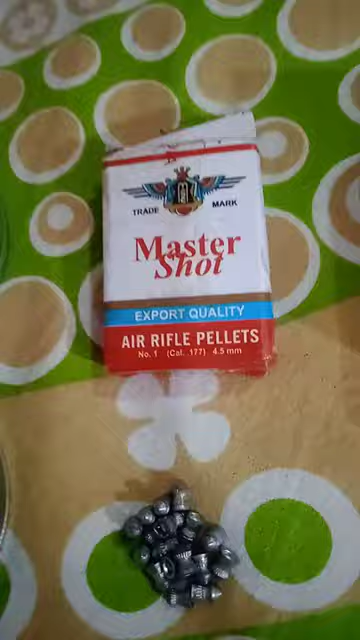 TRADE MARK
Master
Shot
EXPORT QUALITY
AIR RIFLE PELLETS
No. 1 (Cal. .177) 4.5 mm